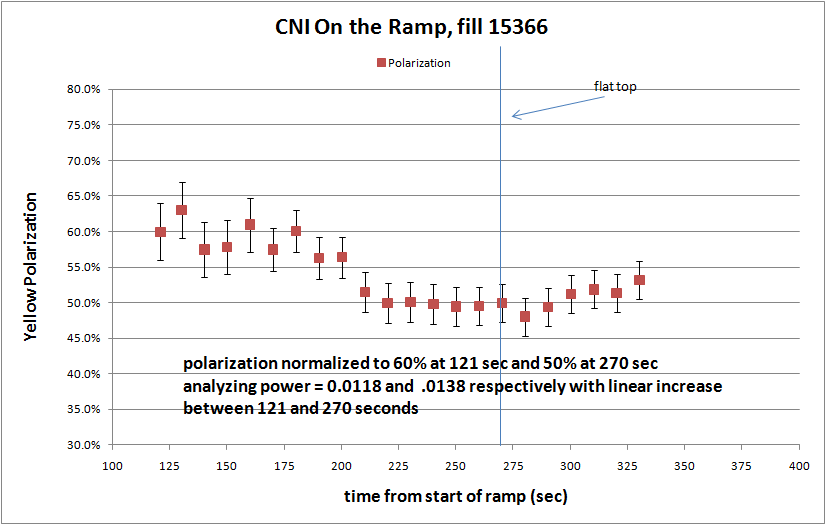 CNI On the Ramp, fill 15366
Polarization
flat top
80.0%
75.0%
70.0%
65.0%
60.0%
55.0%
50.0%
45.0%
40.0%
35.0%
30.0%
Yellow Polarization
polarization normalized to 60% at 121 sec and 50% at 270 sec
analyzing power = 0.0118 and  .0138 respectively with linear increase
between 121 and 270 seconds
100 125 150 175 200 225 250 275 300 325 350 375 400
time from start of ramp (sec)